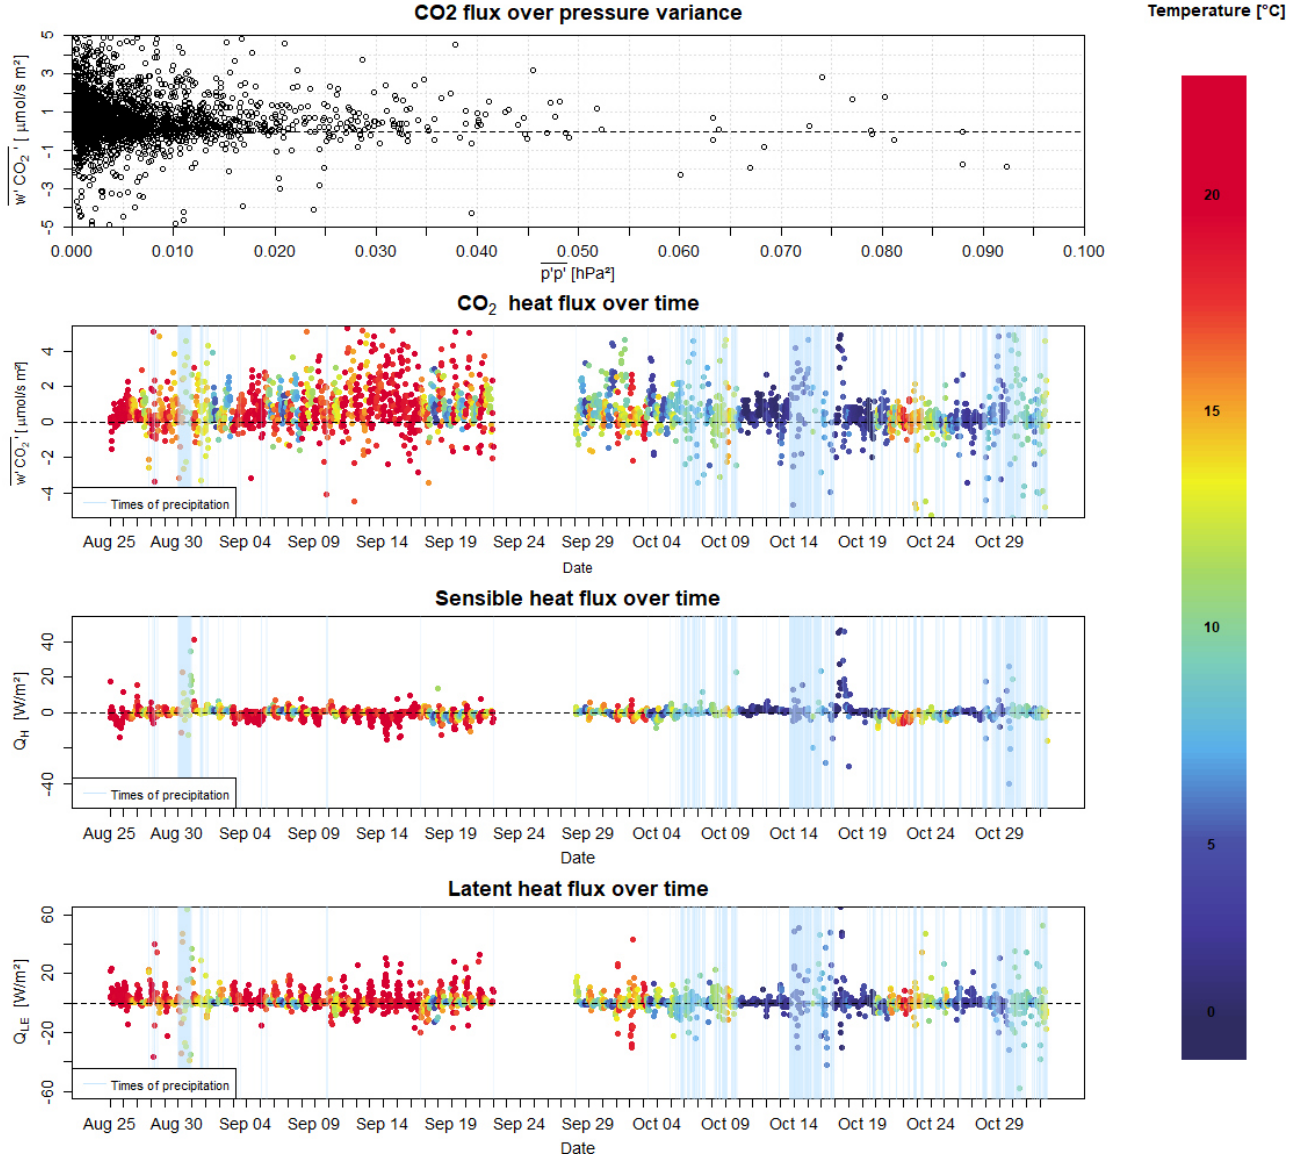 CO2 flux over pressure variance
Temperature [°C]
w' CO₂ ' [ μmol/s m²]
5
3
1
-1
-3
-5
0.000 0.010 0.020 0.030 0.040 0.050 0.060 0.070 0.080 0.090 0.100
p'p' [hPa²]
CO₂ heat flux over time
w' CO₂' [ μmol/s m²]
4
2
0
-2
-4
Times of precipitation
Aug 25 Aug 30 Sep 04 Sep 09 Sep 14 Sep 19 Sep 24 Sep 29 Oct 04 Oct 09 Oct 14 Oct 19 Oct 24 Oct 29
Date
Sensible heat flux over time
Q_H [W/m²]
40
20
0
-40
Times of precipitation
Aug 25 Aug 30 Sep 04 Sep 09 Sep 14 Sep 19 Sep 24 Sep 29 Oct 04 Oct 09 Oct 14 Oct 19 Oct 24 Oct 29
Date
Latent heat flux over time
Q_LE [W/m²]
60
20
0
-20
-60
Times of precipitation
Aug 25 Aug 30 Sep 04 Sep 09 Sep 14 Sep 19 Sep 24 Sep 29 Oct 04 Oct 09 Oct 14 Oct 19 Oct 24 Oct 29
Date
20
15
10
5
0